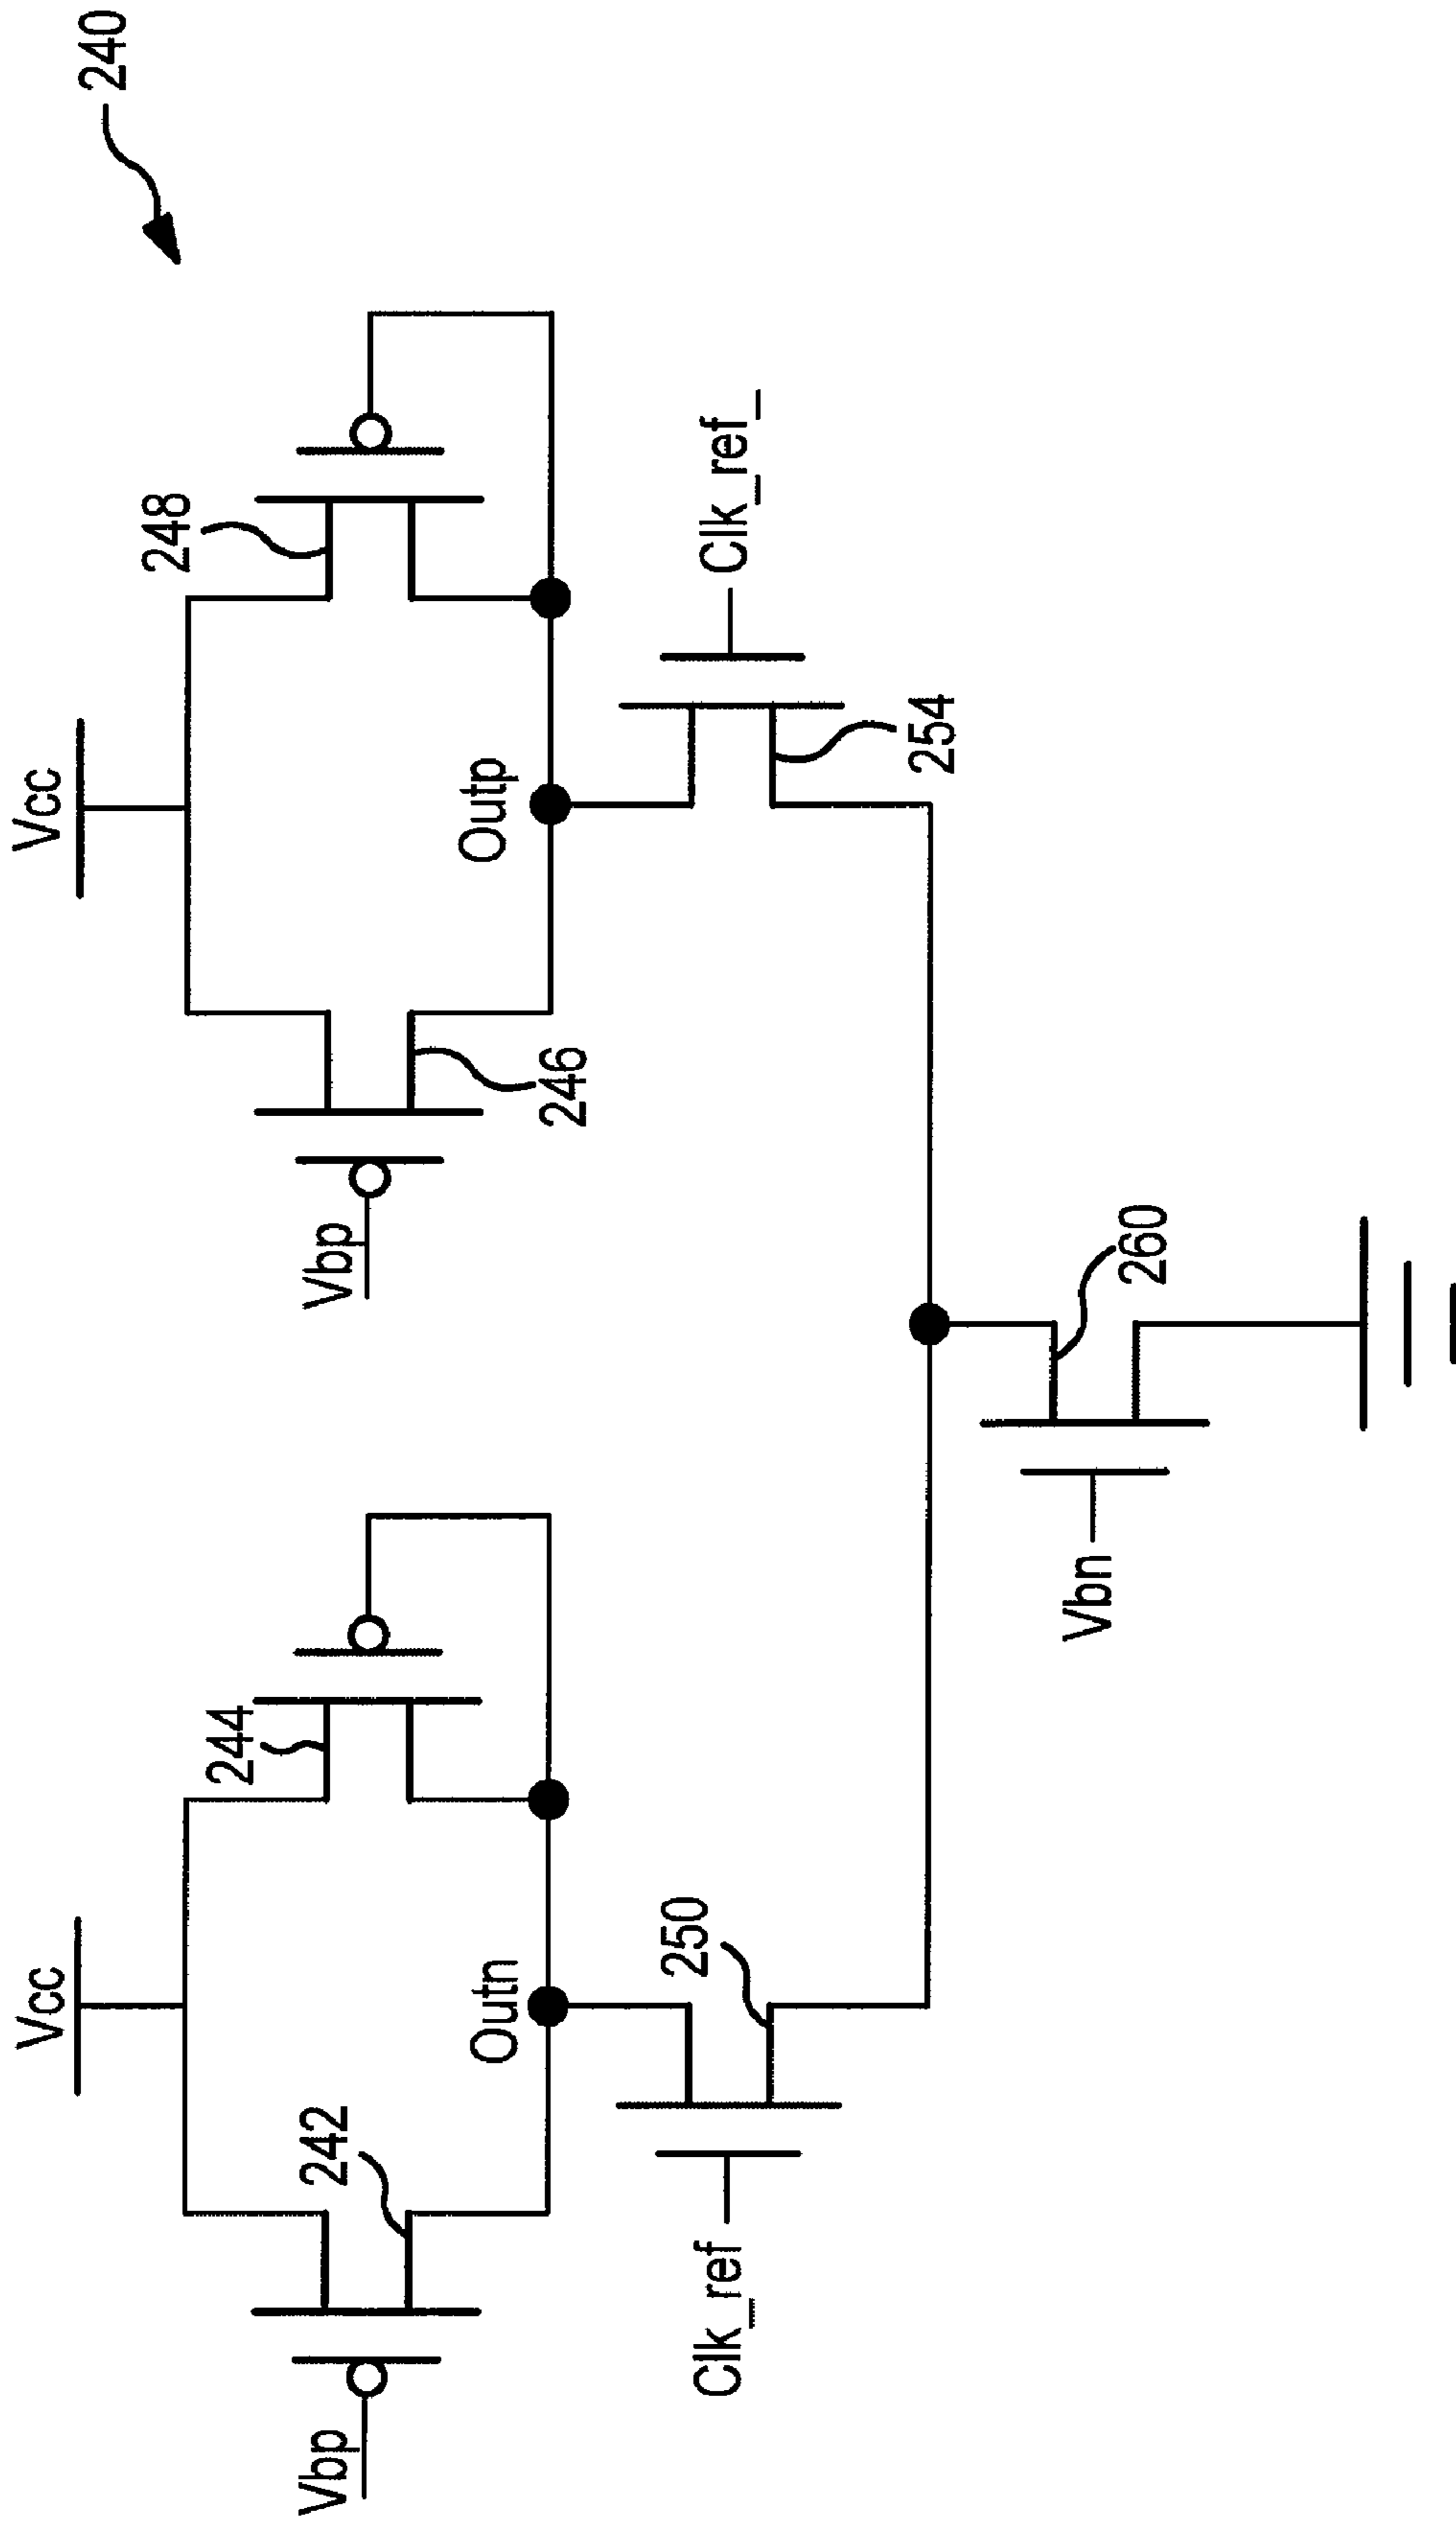 240
Vcc
Vcc
248
244
242
Vbp
Vbp
Outn
Outp
246
250
Clk_ref
Clk_ref_
254
Vbn
260